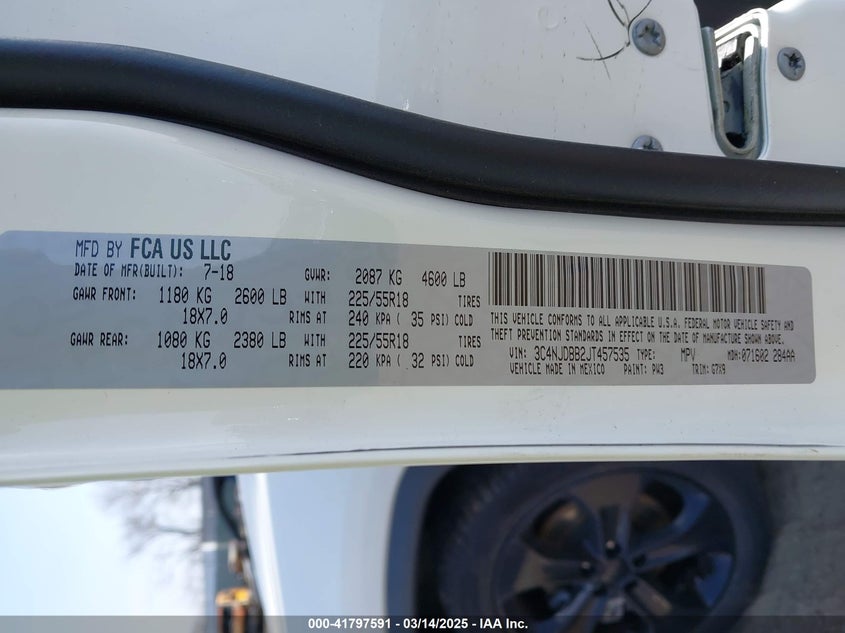 MFD BY FCA US LLC
DATE OF MFR(BUILT): 7-18 GVWR: 2087 KG 4600 LB
GAWR FRONT: 1180 KG 2600 LB WITH 225/55R18 TIRES
18X7.0 RIMS AT 240 KPA ( 35 PSI) COLD
GAWR REAR: 1080 KG 2380 LB WITH 225/55R18 TIRES
18X7.0 RIMS AT 220 KPA ( 32 PSI) COLD
THIS VEHICLE CONFORMS TO ALL APPLICABLE U.S.A. FEDERAL MOTOR VEHICLE SAFETY AND
THEFT PREVENTION STANDARDS IN EFFECT ON THE DATE OF MANUFACTURE SHOWN ABOVE.
VIN: 3C4NJDBB2JT457535 TYPE: MPV MDH:071602 284AA
VEHICLE MADE IN MEXICO PAINT: PW3 TRIM: G7X9
000-41797591 - 03/14/2025 - IAA Inc.